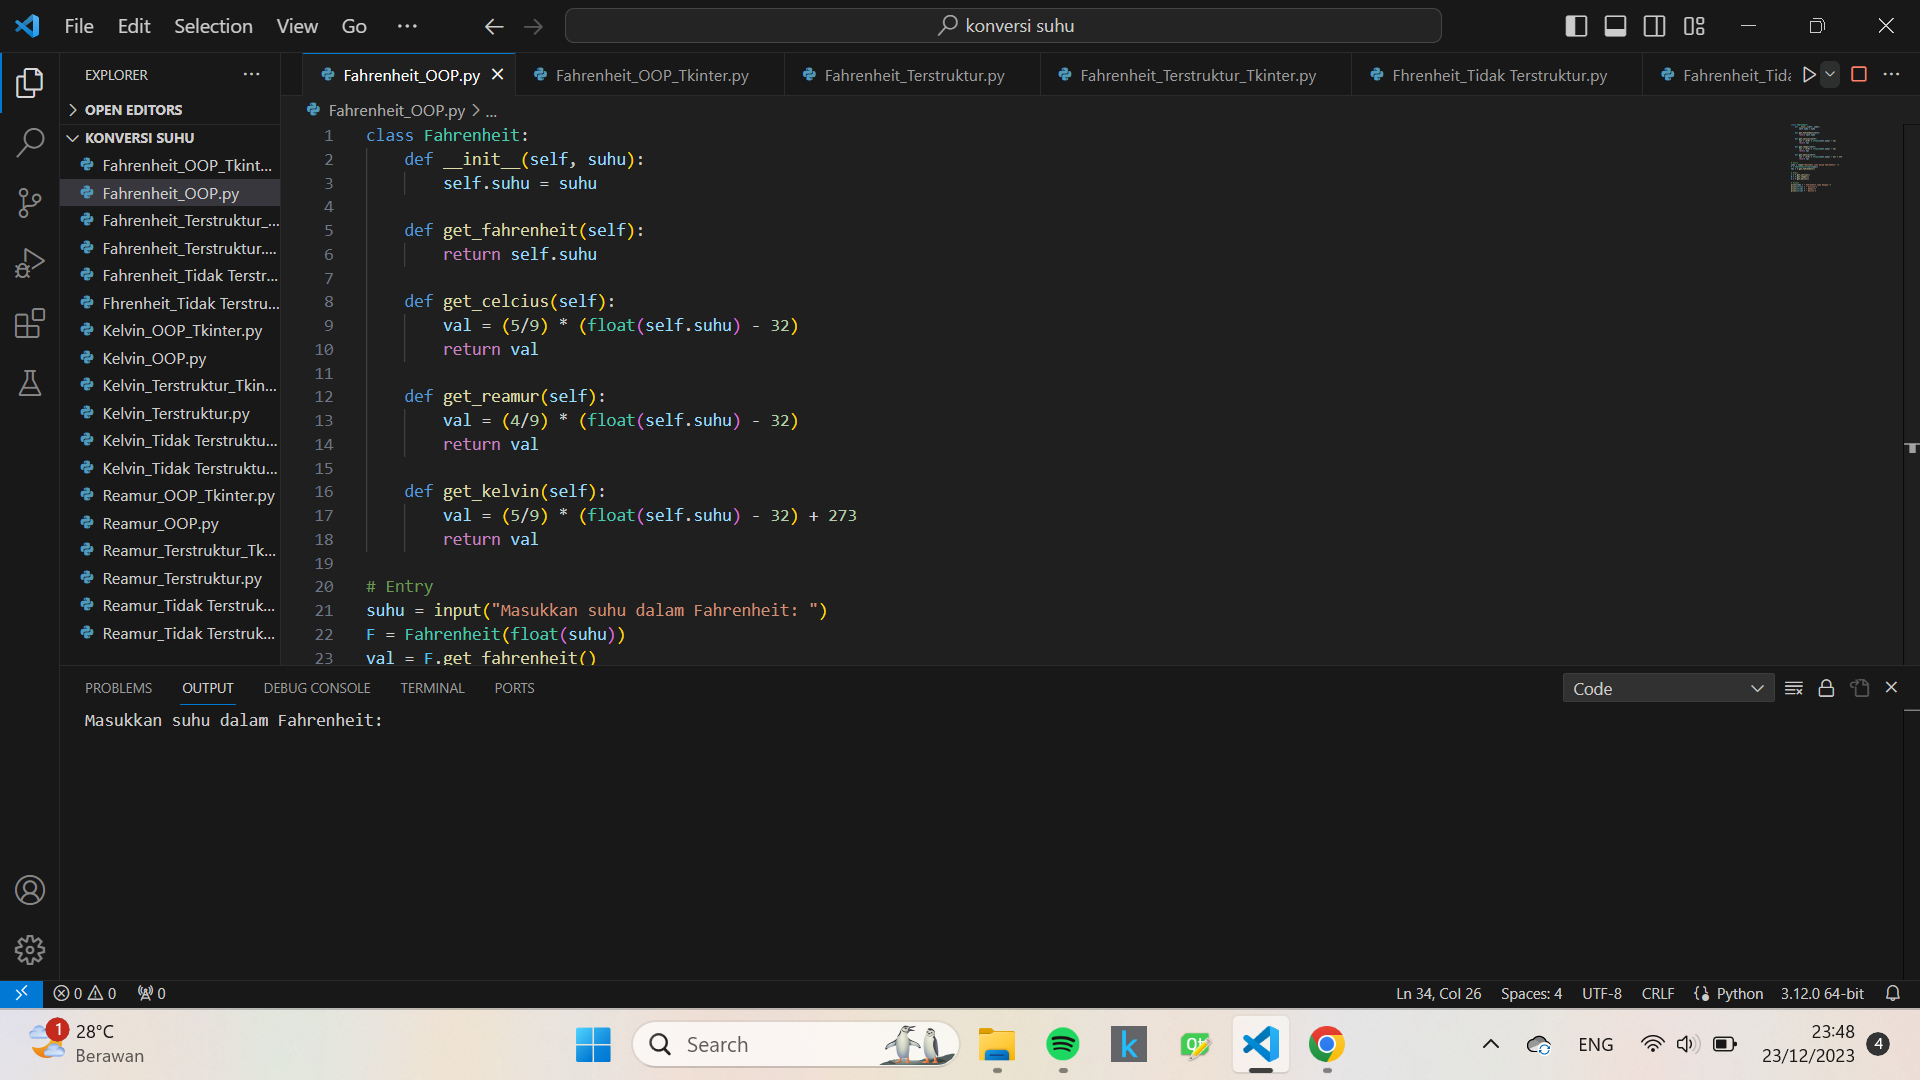 File Edit Selection View Go ···
konversi suhu
EXPLORER ···
OPEN EDITORS
KONVERSI SUHU
Fahrenheit_OOP_Tkint...
Fahrenheit_OOP.py
Fahrenheit_Terstruktur_...
Fahrenheit_Terstruktur....
Fahrenheit_Tidak Terstr...
Fhrenheit_Tidak Terstru...
Kelvin_OOP_Tkinter.py
Kelvin_OOP.py
Kelvin_Terstruktur_Tkin...
Kelvin_Terstruktur.py
Kelvin_Tidak Terstruktu...
Kelvin_Tidak Terstruktu...
Reamur_OOP_Tkinter.py
Reamur_OOP.py
Reamur_Terstruktur_Tk...
Reamur_Terstruktur.py
Reamur_Tidak Terstruk...
Reamur_Tidak Terstruk...
Fahrenheit_OOP.py Fahrenheit_OOP_Tkinter.py Fahrenheit_Terstruktur.py Fahrenheit_Terstruktur_Tkinter.py Fhrenheit_Tidak Terstruktur.py Fahrenheit_Tida ···
Fahrenheit_OOP.py > ...
1 class Fahrenheit:
2     def __init__(self, suhu):
3         self.suhu = suhu
4
5     def get_fahrenheit(self):
6         return self.suhu
7
8     def get_celcius(self):
9         val = (5/9) * (float(self.suhu) - 32)
10         return val
11
12     def get_reamur(self):
13         val = (4/9) * (float(self.suhu) - 32)
14         return val
15
16     def get_kelvin(self):
17         val = (5/9) * (float(self.suhu) - 32) + 273
18         return val
19
20 # Entry
21 suhu = input("Masukkan suhu dalam Fahrenheit: ")
22 F = Fahrenheit(float(suhu))
23 val = F.get_fahrenheit()
PROBLEMS OUTPUT DEBUG CONSOLE TERMINAL PORTS
Code
Masukkan suhu dalam Fahrenheit:
0 0 0
Ln 34, Col 26 Spaces: 4 UTF-8 CRLF Python 3.12.0 64-bit
1 28°C
Berawan
Search
k
Qt
ENG
23:48
23/12/2023
4